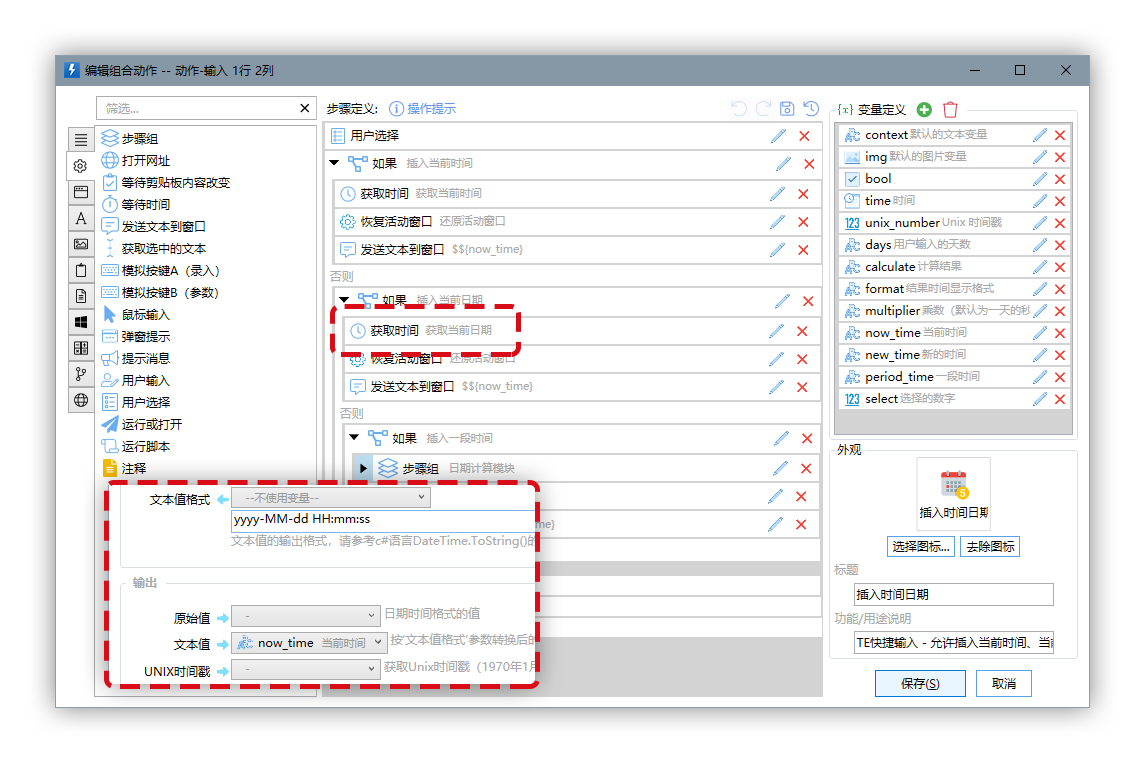 编辑组合动作 -- 动作-输入 1行 2列
筛选...
步骤组
打开网址
等待剪贴板内容改变
等待时间
发送文本到窗口
获取选中的文本
模拟按键A（录入）
模拟按键B（参数）
鼠标输入
弹窗提示
提示消息
用户输入
用户选择
运行或打开
运行脚本
注释
步骤定义: 操作提示
用户选择
如果 插入当前时间
获取时间 获取当前时间
恢复活动窗口 还原活动窗口
发送文本到窗口 $${now_time}
否则
如果 插入当前日期
获取时间 获取当前日期
恢复活动窗口 还原活动窗口
发送文本到窗口 $${now_time}
否则
如果 插入一段时间
步骤组 日期计算模块
me}
文本值格式 --不使用变量--
yyyy-MM-dd HH:mm:ss
文本值的输出格式，请参考c#语言DateTime.ToString()的
输出
原始值 - 日期时间格式的值
文本值 now_time 当前时间 按'文本值格式'参数转换后的
UNIX时间戳 - 获取Unix时间戳（1970年1月
{x} 变量定义
context 默认的文本变量
img 默认的图片变量
bool
time 时间
123 unix_number Unix 时间戳
days 用户输入的天数
calculate 计算结果
format 结果时间显示格式
multiplier 乘数（默认为一天的秒
now_time 当前时间
new_time 新的时间
period_time 一段时间
123 select 选择的数字
外观
5
插入时间日期
选择图标... 去除图标
标题
插入时间日期
功能/用途说明
TE快捷输入 - 允许插入当前时间、当前
保存(S) 取消